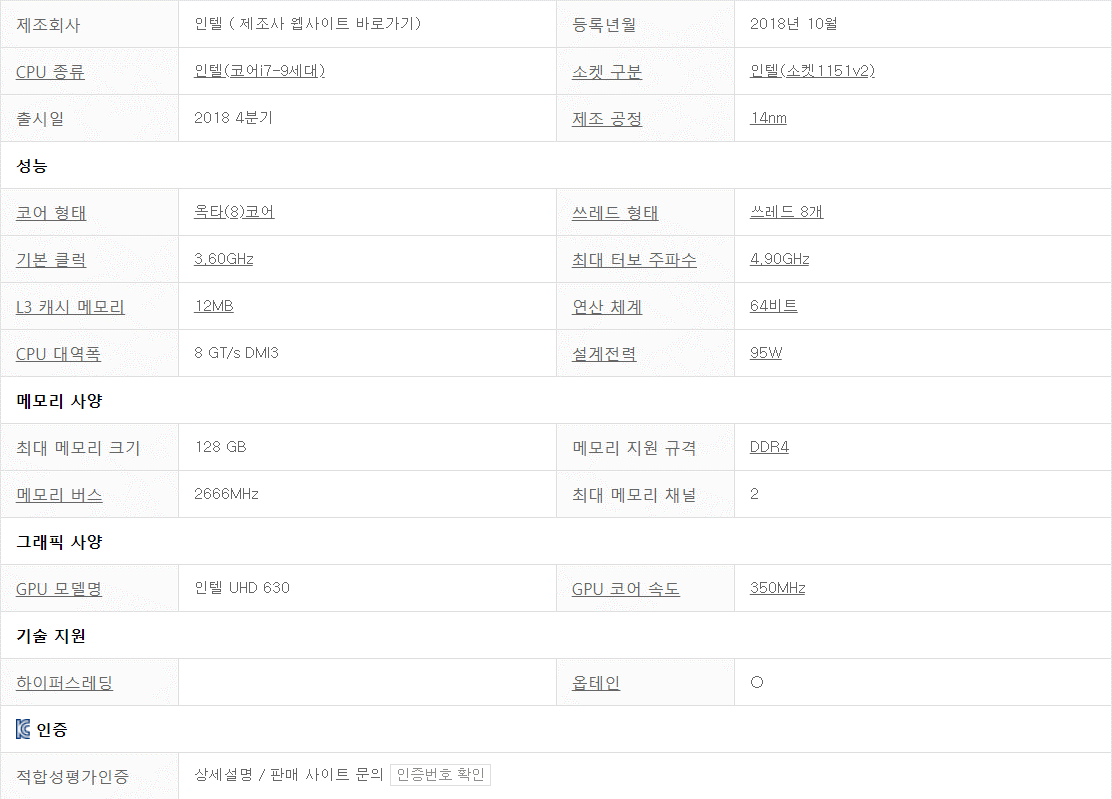 제조회사 인텔 ( 제조사 웹사이트 바로가기) 등록년월 2018년 10월
CPU 종류 인텔(코어i7-9세대) 소켓 구분 인텔(소켓1151v2)
출시일 2018 4분기 제조 공정 14nm
성능
코어 형태 옥타(8)코어 쓰레드 형태 쓰레드 8개
기본 클럭 3.60GHz 최대 터보 주파수 4.90GHz
L3 캐시 메모리 12MB 연산 체계 64비트
CPU 대역폭 8 GT/s DMI3 설계전력 95W
메모리 사양
최대 메모리 크기 128 GB 메모리 지원 규격 DDR4
메모리 버스 2666MHz 최대 메모리 채널 2
그래픽 사양
GPU 모델명 인텔 UHD 630 GPU 코어 속도 350MHz
기술 지원
하이퍼스레딩 옵테인 ○
인증
적합성평가인증 상세설명 / 판매 사이트 문의 인증번호 확인